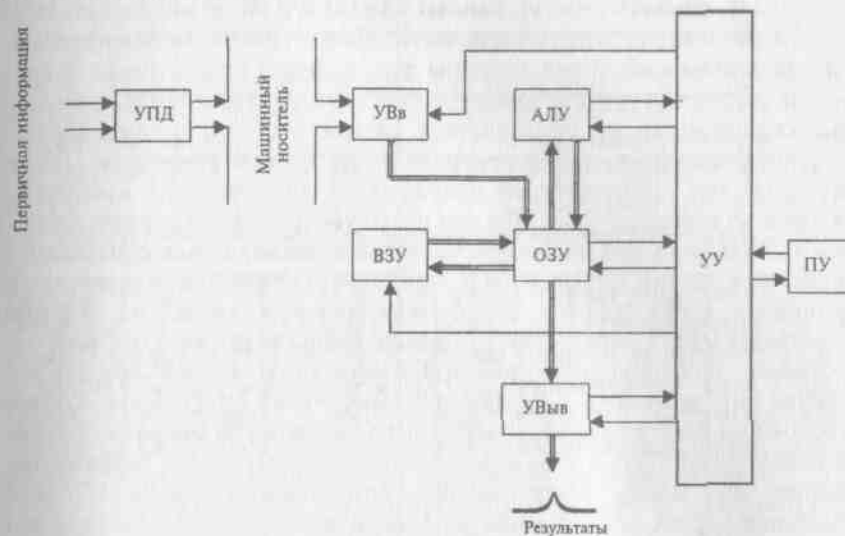 Первичная информация
УПД
Машинный
носитель
УВв
АЛУ
ВЗУ
ОЗУ
УУ
ПУ
УВыв
Результаты